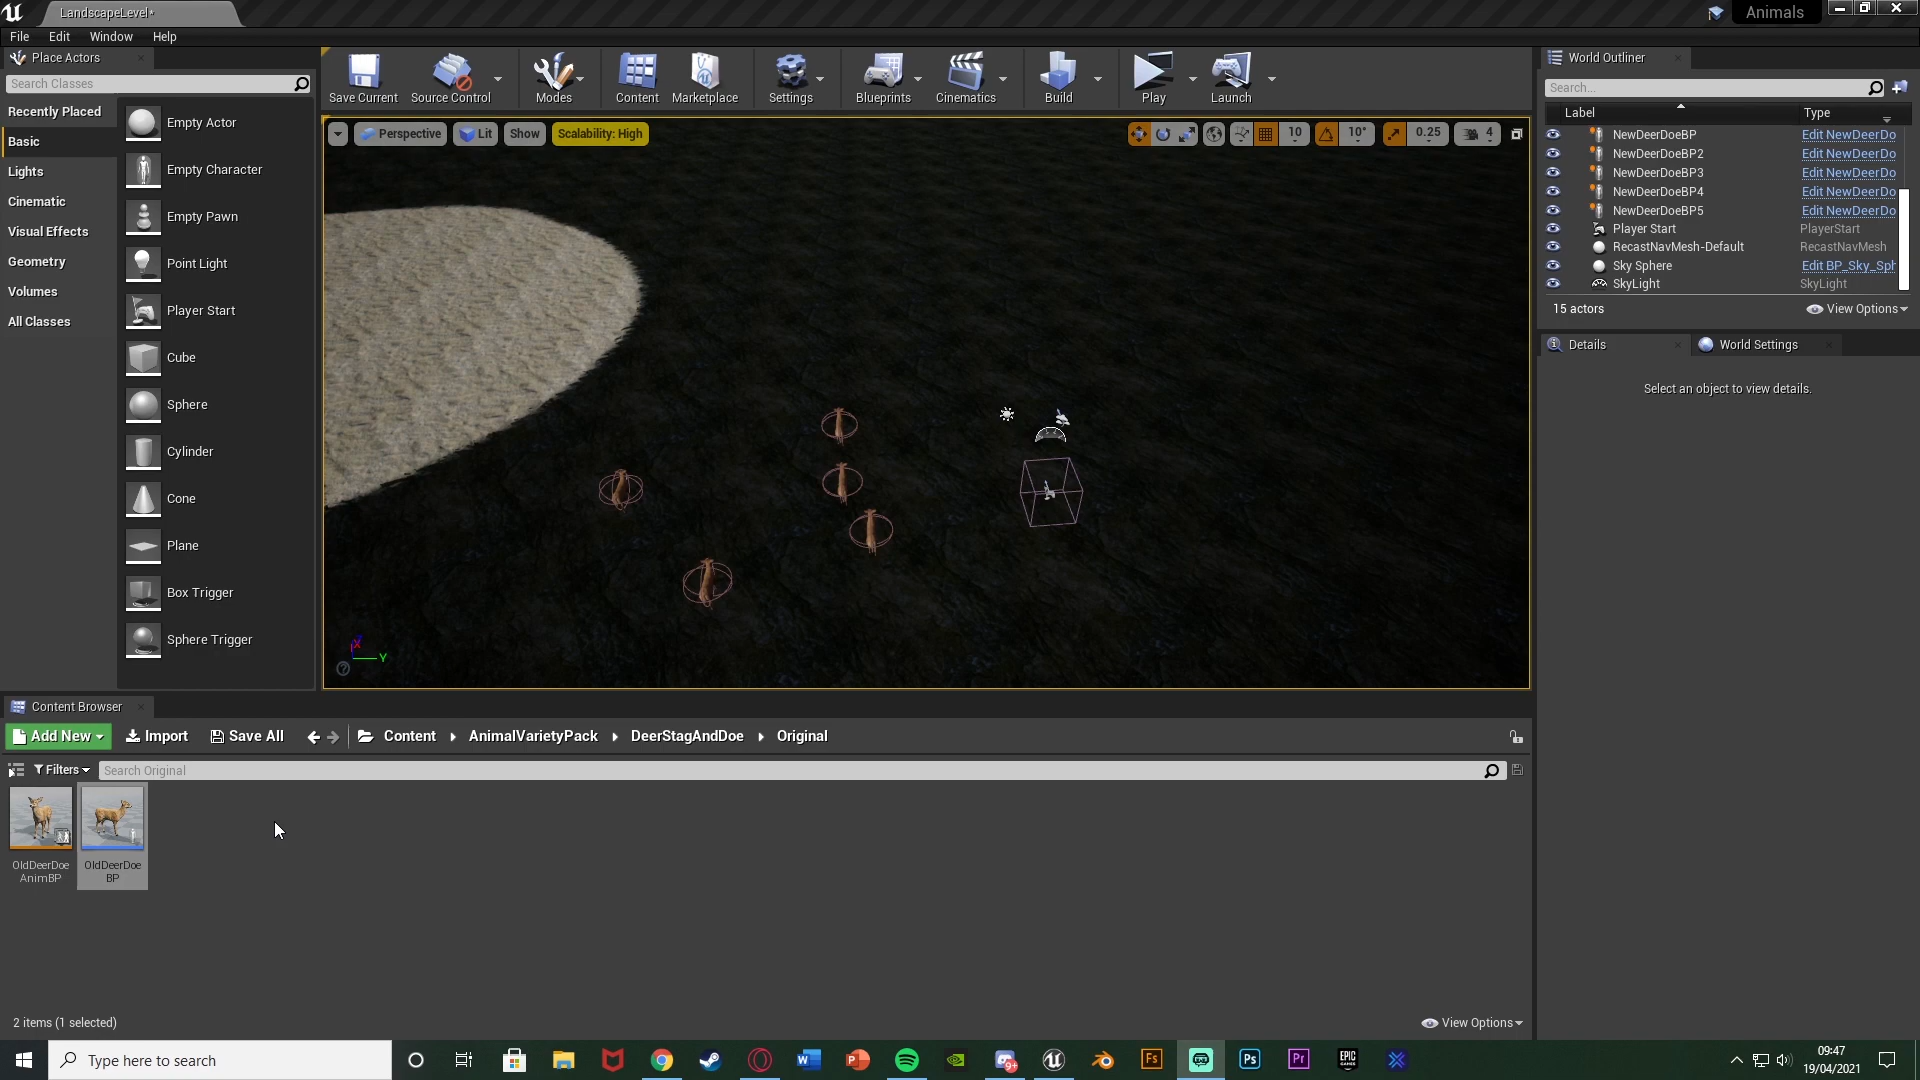 LandscapeLevel*
Animals
File Edit Window Help
Place Actors
Search Classes
Recently Placed
Basic
Lights
Cinematic
Visual Effects
Geometry
Volumes
All Classes
Empty Actor
Empty Character
Empty Pawn
Point Light
Player Start
Cube
Sphere
Cylinder
Cone
Plane
Box Trigger
Sphere Trigger
Save Current Source Control Modes Content Marketplace Settings Blueprints Cinematics Build Play Launch
Perspective Lit Show Scalability: High 10 10° 0.25 4
X
Y
World Outliner
Search...
Label Type
NewDeerDoeBP Edit NewDeerDo
NewDeerDoeBP2 Edit NewDeerDo
NewDeerDoeBP3 Edit NewDeerDo
NewDeerDoeBP4 Edit NewDeerDo
NewDeerDoeBP5 Edit NewDeerDo
Player Start PlayerStart
RecastNavMesh-Default RecastNavMesh
Sky Sphere Edit BP_Sky_Sph
SkyLight SkyLight
15 actors View Options
Details World Settings
Select an object to view details.
Content Browser
Add New Import Save All Content AnimalVarietyPack DeerStagAndDoe Original
Filters Search Original
OldDeerDoe
AnimBP
OldDeerDoe
BP
2 items (1 selected) View Options
Type here to search
W P Fs Ps Pr EPIC GAMES
9+
09:47
19/04/2021